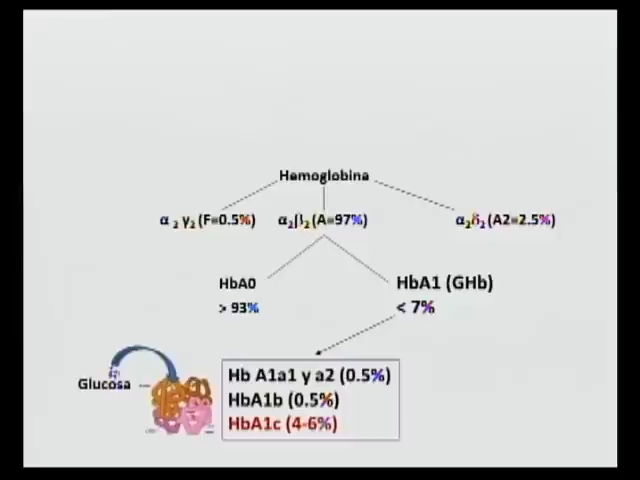 Hemoglobina
α₂γ₂ (F=0.5%) α₂β₂ (A=97%) α₂δ₂ (A2=2.5%)
HbA0 HbA1 (GHb)
> 93% < 7%
Glucosa
Hb A1a1 y a2 (0.5%)
HbA1b (0.5%)
HbA1c (4-6%)